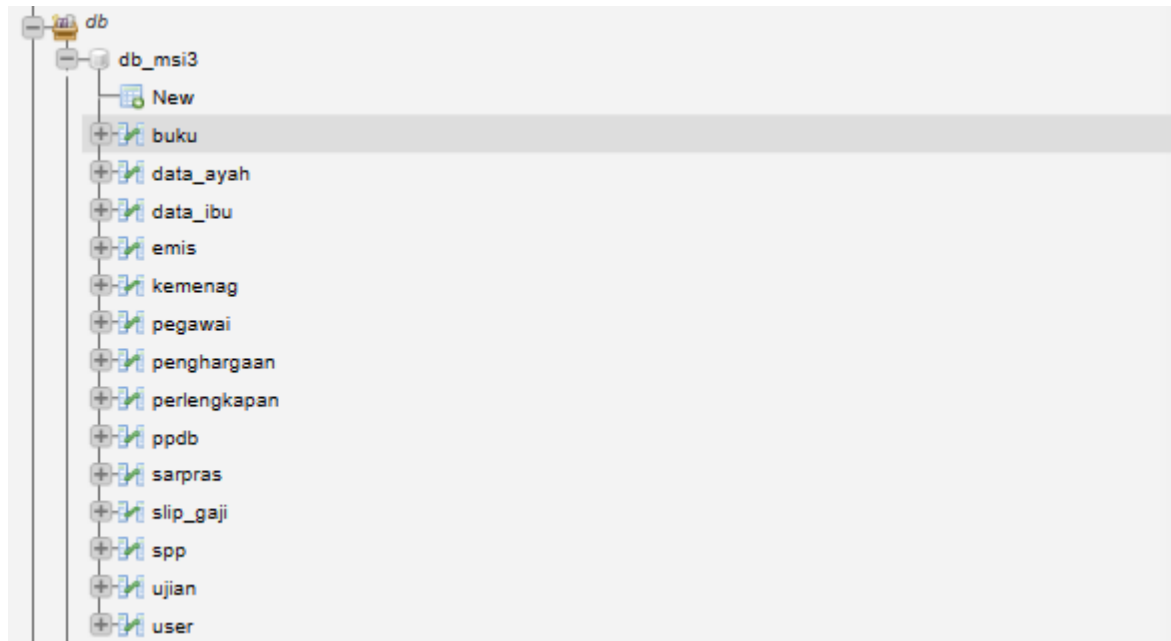 db
db_msi3
New
buku
data_ayah
data_ibu
emis
kemenag
pegawai
penghargaan
perlengkapan
ppdb
sarpras
slip_gaji
spp
ujian
user